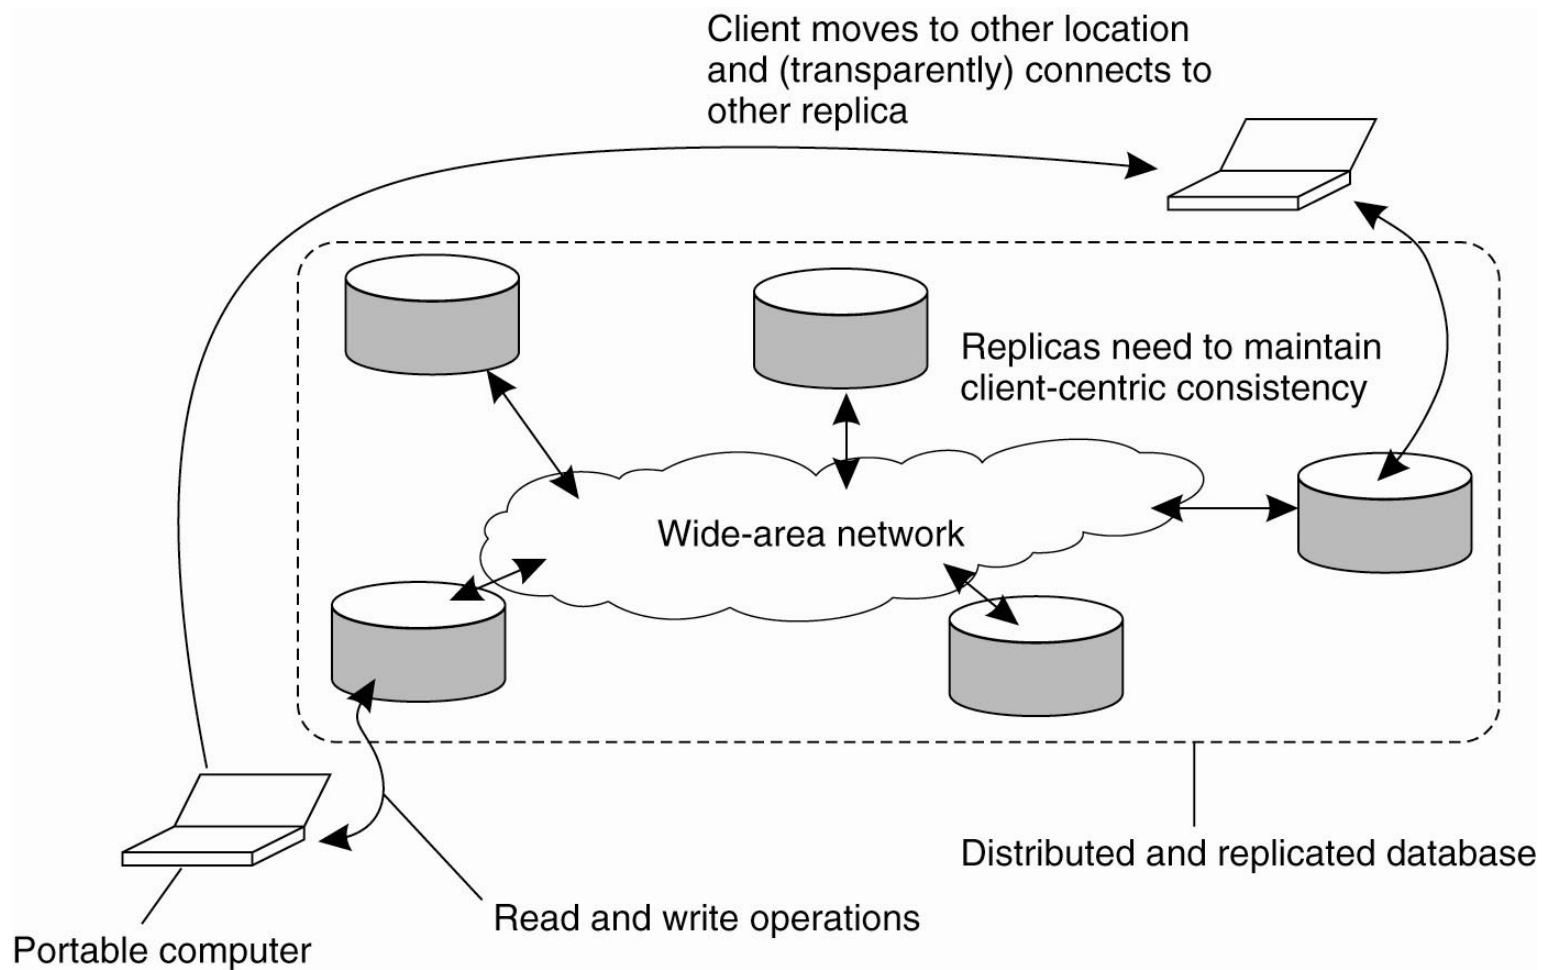 Client moves to other location
and (transparently) connects to
other replica
Replicas need to maintain
client-centric consistency
Wide-area network
Distributed and replicated database
Read and write operations
Portable computer